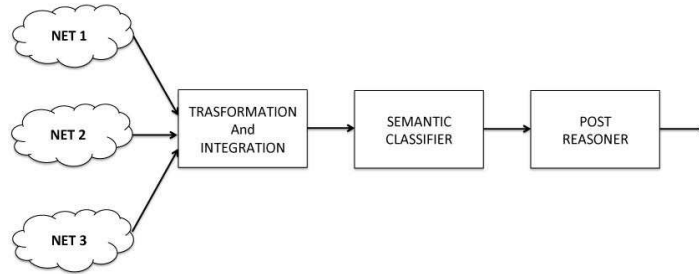 NET 1
NET 2
NET 3
TRASFORMATION
And
INTEGRATION
SEMANTIC
CLASSIFIER
POST
REASONER